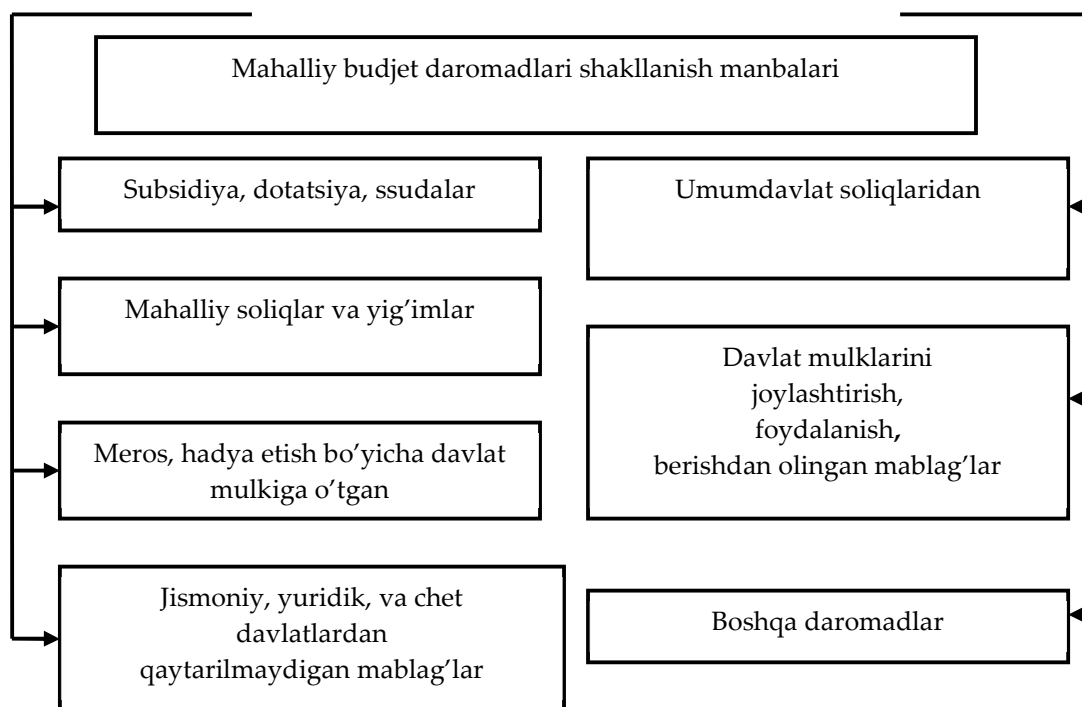 Mahalliy budjet daromadlari shakllanish manbalari
Subsidiya, dotatsiya, ssudalar
Umumdavlat soliqlaridan
Mahalliy soliqlar va yig’imlar
Davlat mulklarini
joylashtirish,
foydalanish,
berishdan olingan mablag’lar
Meros, hadya etish bo’yicha davlat
mulkiga o’tgan
Jismoniy, yuridik, va chet
davlatlardan
qaytarilmaydigan mablag’lar
Boshqa daromadlar